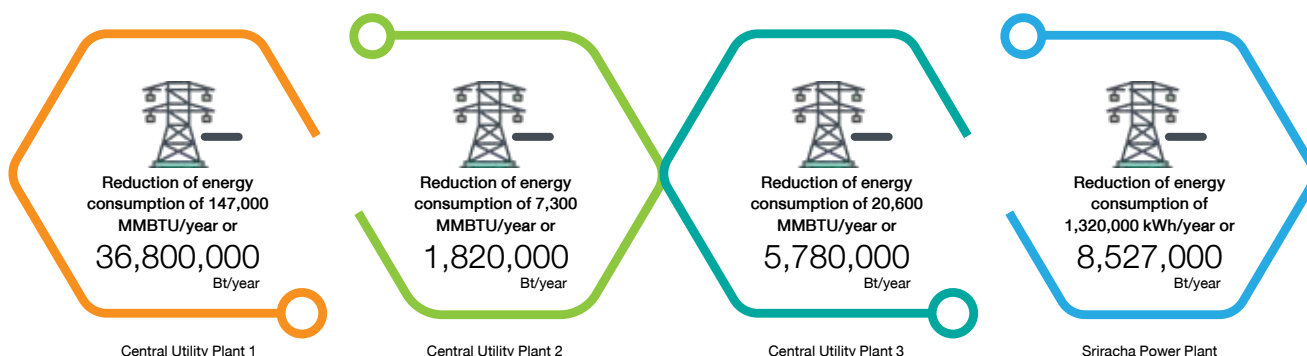 Reduction of energy
consumption of 147,000
MMBTU/year or
36,800,000
Bt/year
Central Utility Plant 1
Reduction of energy
consumption of 7,300
MMBTU/year or
1,820,000
Bt/year
Central Utility Plant 2
Reduction of energy
consumption of 20,600
MMBTU/year or
5,780,000
Bt/year
Central Utility Plant 3
Reduction of energy
consumption of
1,320,000 kWh/year or
8,527,000
Bt/year
Sriracha Power Plant